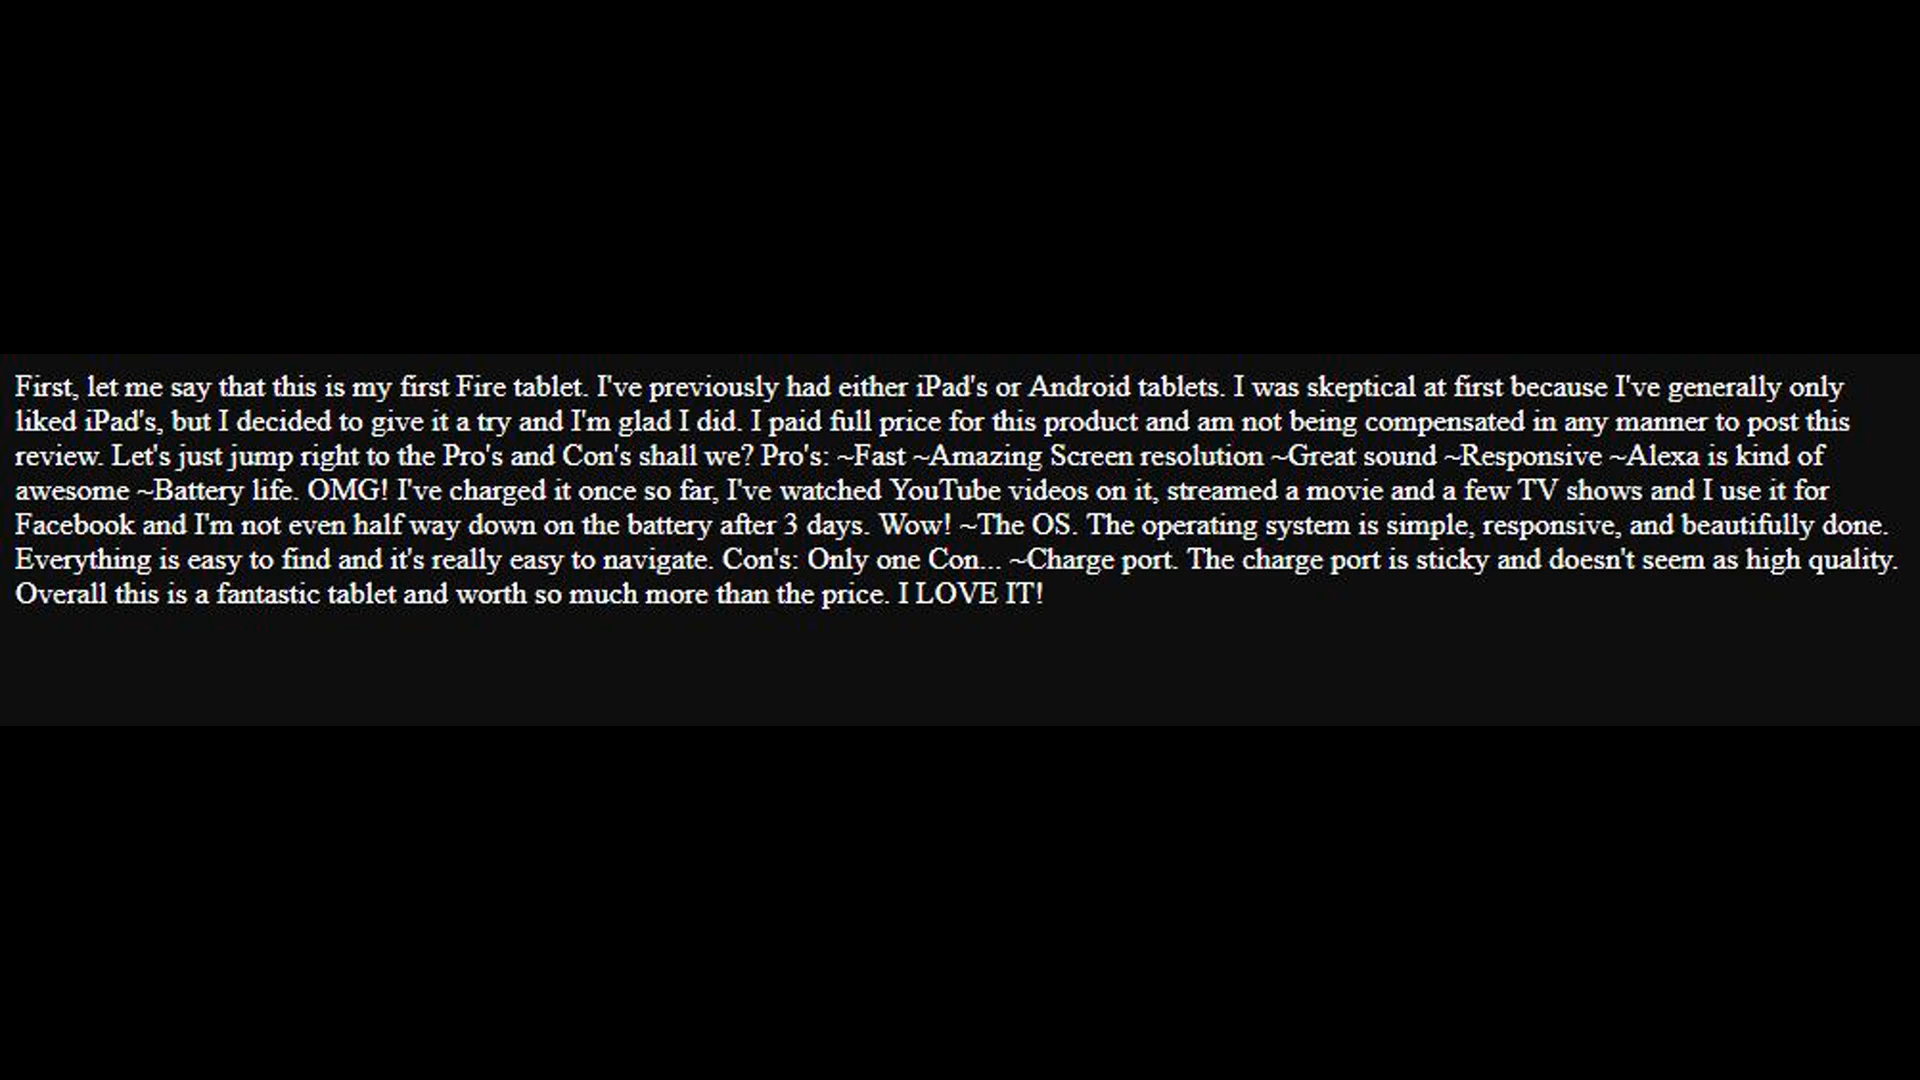 First, let me say that this is my first Fire tablet. I've previously had either iPad's or Android tablets. I was skeptical at first because I've generally only
liked iPad's, but I decided to give it a try and I'm glad I did. I paid full price for this product and am not being compensated in any manner to post this
review. Let's just jump right to the Pro's and Con's shall we? Pro's: ~Fast ~Amazing Screen resolution ~Great sound ~Responsive ~Alexa is kind of
awesome ~Battery life. OMG! I've charged it once so far, I've watched YouTube videos on it, streamed a movie and a few TV shows and I use it for
Facebook and I'm not even half way down on the battery after 3 days. Wow! ~The OS. The operating system is simple, responsive, and beautifully done.
Everything is easy to find and it's really easy to navigate. Con's: Only one Con... ~Charge port. The charge port is sticky and doesn't seem as high quality.
Overall this is a fantastic tablet and worth so much more than the price. I LOVE IT!